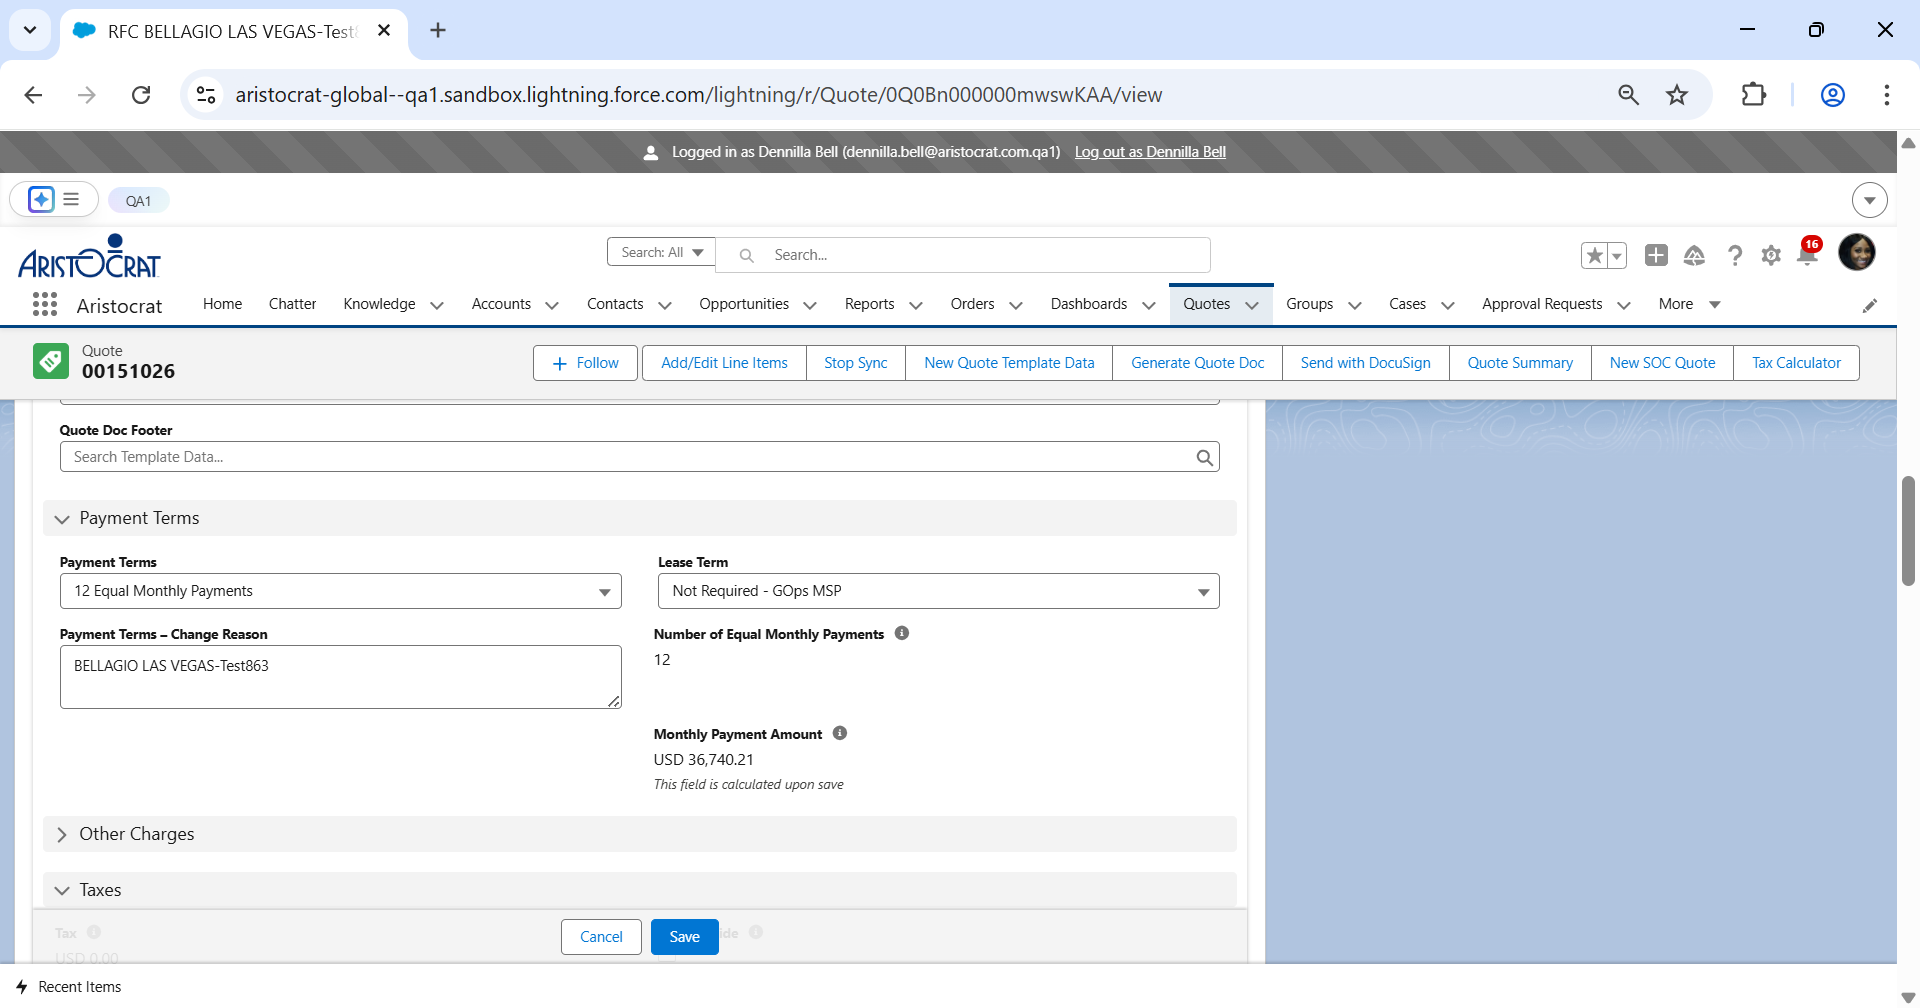 RFC BELLAGIO LAS VEGAS-Test
aristocrat-global--qa1.sandbox.lightning.force.com/lightning/r/Quote/0Q0Bn000000mwswKAA/view
Logged in as Dennilla Bell (dennilla.bell@aristocrat.com.qa1) Log out as Dennilla Bell
QA1
ARISTOCRAT
Search: All
Search...
16
Aristocrat
Home
Chatter
Knowledge
Accounts
Contacts
Opportunities
Reports
Orders
Dashboards
Quotes
Groups
Cases
Approval Requests
More
Quote
00151026
Follow
Add/Edit Line Items
Stop Sync
New Quote Template Data
Generate Quote Doc
Send with DocuSign
Quote Summary
New SOC Quote
Tax Calculator
Quote Doc Footer
Search Template Data...
Payment Terms
Payment Terms
12 Equal Monthly Payments
Lease Term
Not Required - GOps MSP
Payment Terms – Change Reason
BELLAGIO LAS VEGAS-Test863
Number of Equal Monthly Payments
12
Monthly Payment Amount
USD 36,740.21
This field is calculated upon save
Other Charges
Taxes
Tax
USD 0.00
Cancel
Save
ide
Recent Items